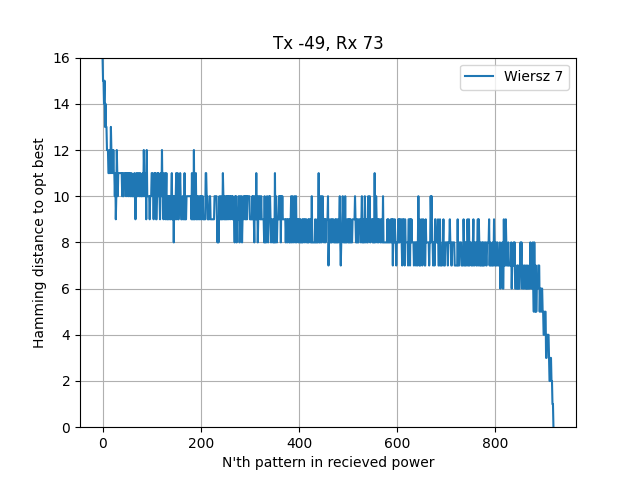 Tx -49, Rx 73
Wiersz 7
Hamming distance to opt best
16
14
12
10
8
6
4
2
0
0 200 400 600 800
N'th pattern in recieved power